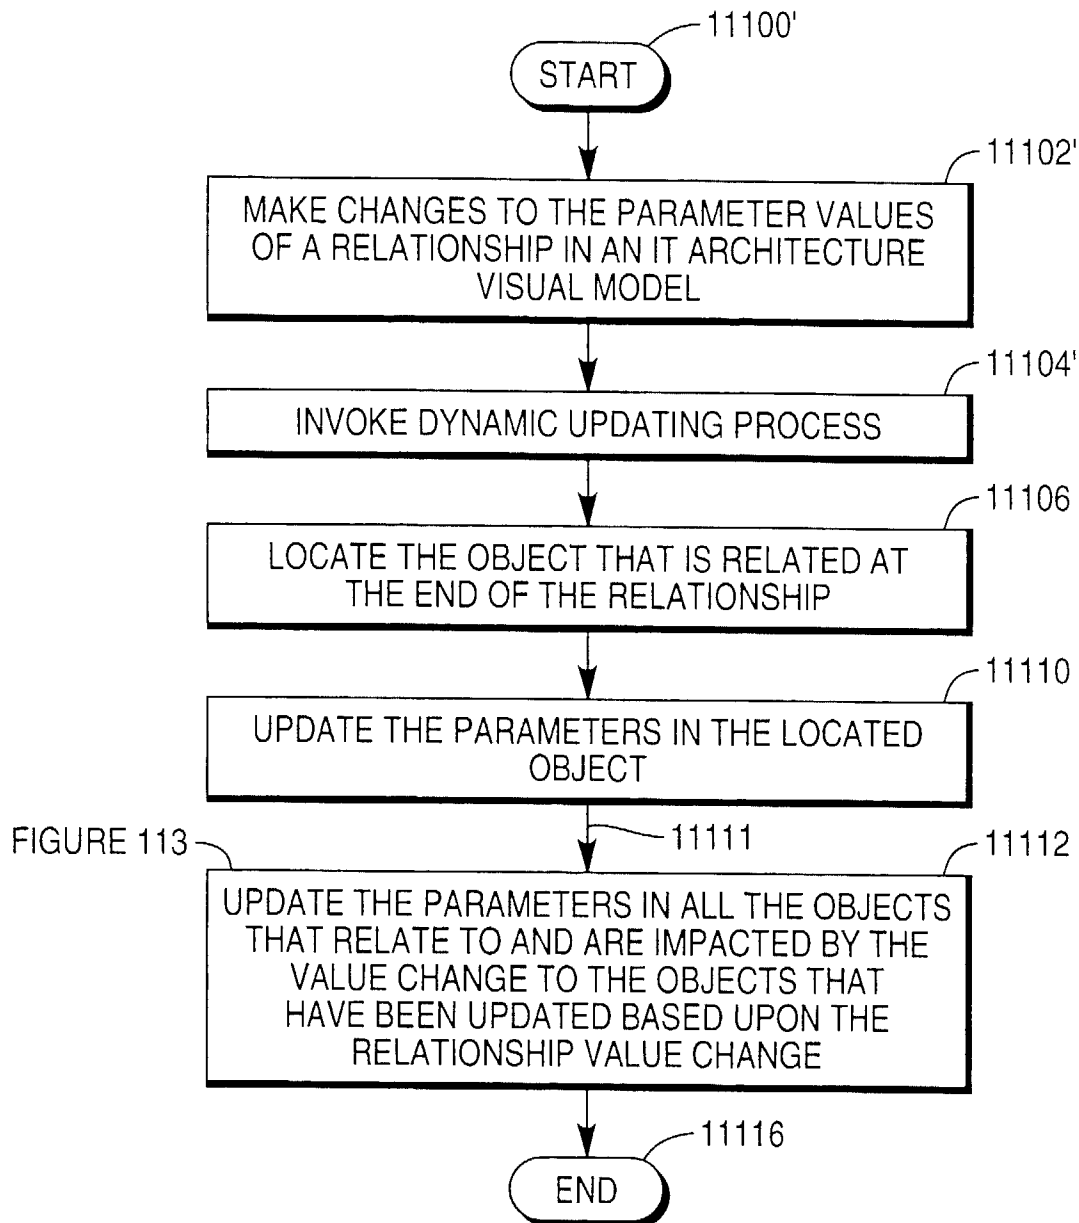 11100'
START
11102'
MAKE CHANGES TO THE PARAMETER VALUES
OF A RELATIONSHIP IN AN IT ARCHITECTURE
VISUAL MODEL
11104'
INVOKE DYNAMIC UPDATING PROCESS
11106
LOCATE THE OBJECT THAT IS RELATED AT
THE END OF THE RELATIONSHIP
11110
UPDATE THE PARAMETERS IN THE LOCATED
OBJECT
11111
FIGURE 113
11112
UPDATE THE PARAMETERS IN ALL THE OBJECTS
THAT RELATE TO AND ARE IMPACTED BY THE
VALUE CHANGE TO THE OBJECTS THAT
HAVE BEEN UPDATED BASED UPON THE
RELATIONSHIP VALUE CHANGE
11116
END